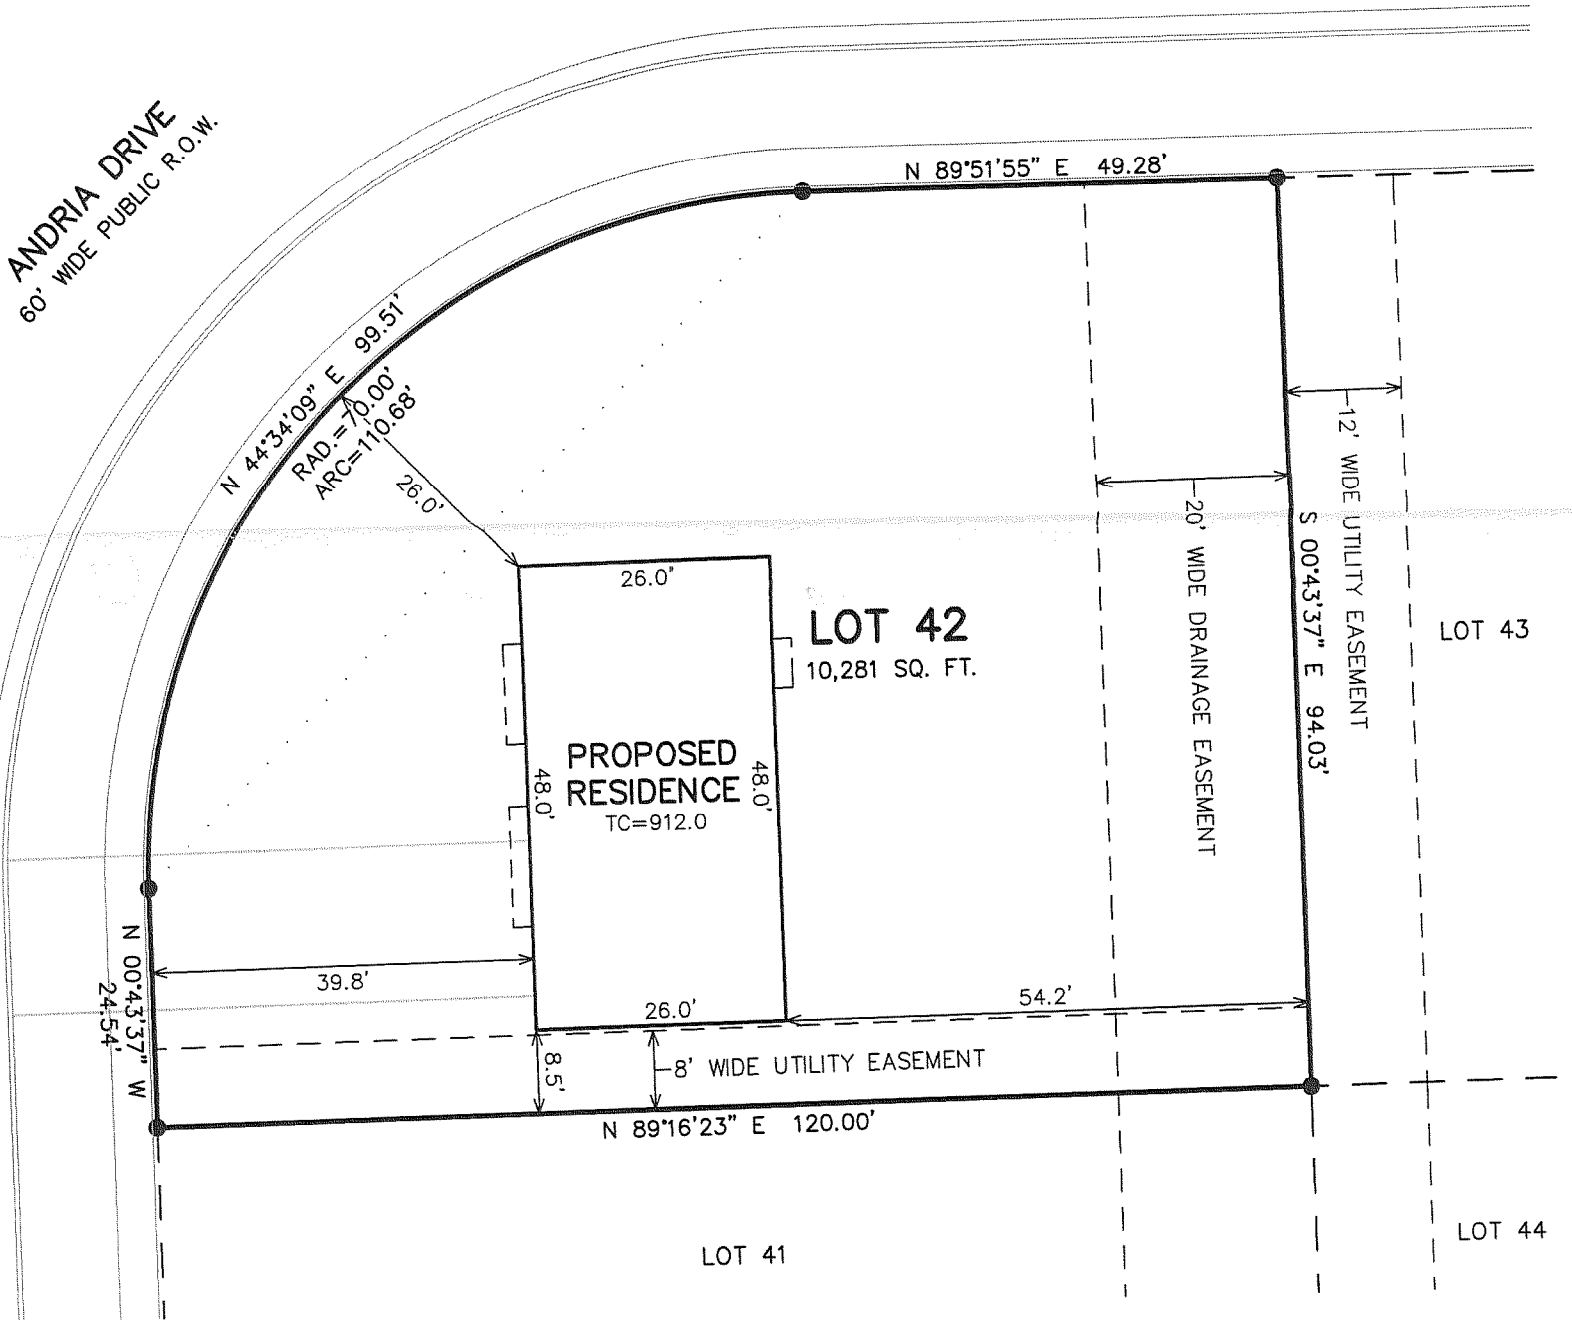 ANDRIA DRIVE
60' WIDE PUBLIC R.O.W.
N 89°51'55" E 49.28'
N 44°34'09" E 99.51'
RAD.=70.00'
ARC=110.68'
26.0'
26.0'
LOT 42
10,281 SQ. FT.
PROPOSED
RESIDENCE
TC=912.0
48.0'
48.0'
20' WIDE DRAINAGE EASEMENT
S 00°43'37" E 94.03'
12' WIDE UTILITY EASEMENT
LOT 43
N 00°43'37" W
24.54'
39.8'
26.0'
54.2'
8.5'
8' WIDE UTILITY EASEMENT
N 89°16'23" E 120.00'
LOT 41
LOT 44